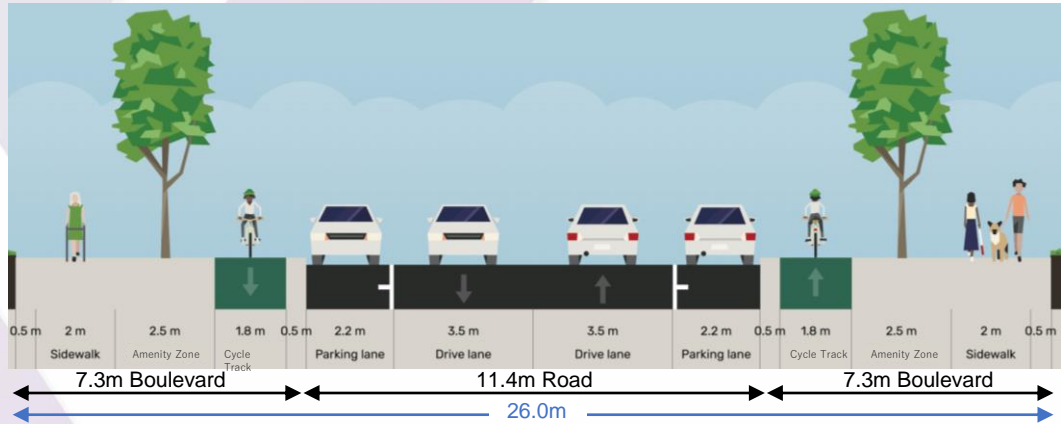 0.5 m 2 m 2.5 m 1.8 m 0.5 m 2.2 m 3.5 m 3.5 m 2.2 m 0.5 m 1.8 m 2.5 m 2 m 0.5 m
Sidewalk Amenity Zone Cycle Track Parking lane Drive lane Drive lane Parking lane Cycle Track Amenity Zone Sidewalk
7.3m Boulevard 11.4m Road 7.3m Boulevard
26.0m